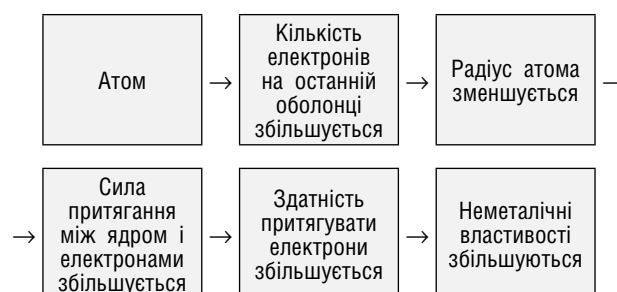 Атом
→
Кількість
електронів
на останній
оболонці
збільшується
→
Радіус атома
зменшується
→
Сила
притягання
між ядром і
електронами
збільшується
→
Здатність
притягувати
електрони
збільшується
→
Неметалічні
властивості
збільшуються